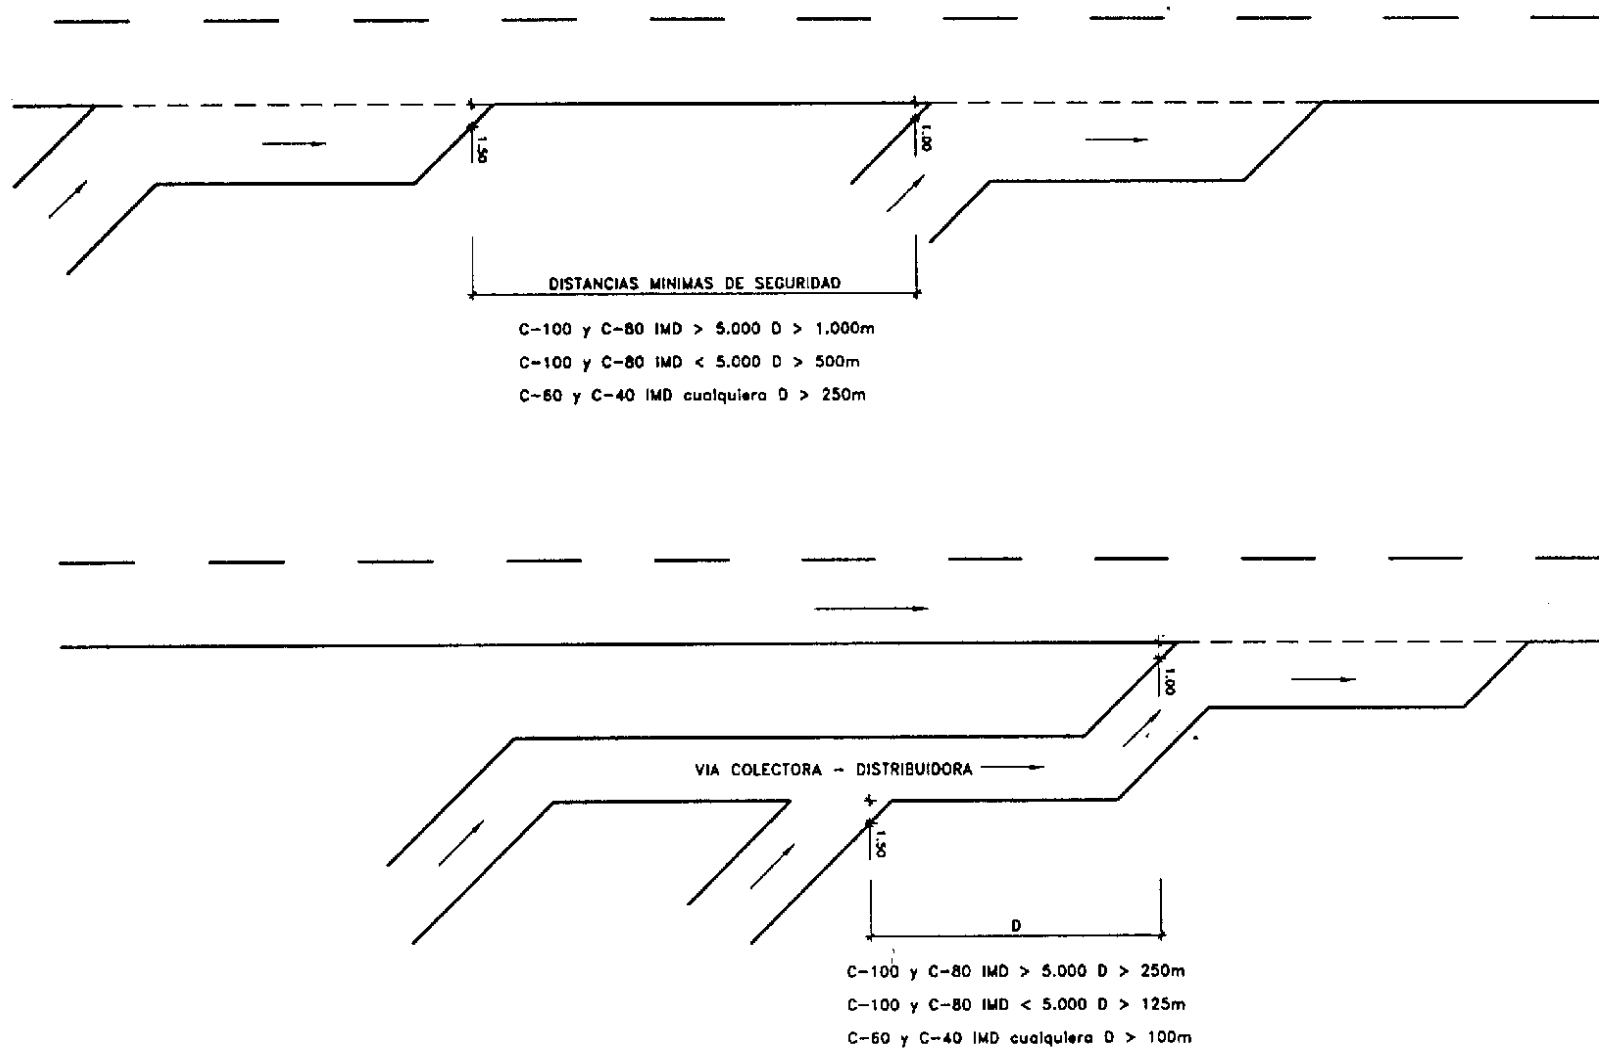 1.50
1.00
DISTANCIAS MINIMAS DE SEGURIDAD
C-100 y C-80 IMD > 5.000 D > 1.000m
C-100 y C-80 IMD < 5.000 D > 500m
C-60 y C-40 IMD cualquiera D > 250m
1.00
VIA COLECTORA - DISTRIBUIDORA
1.50
D
C-100 y C-80 IMD > 5.000 D > 250m
C-100 y C-80 IMD < 5.000 D > 125m
C-60 y C-40 IMD cualquiera D > 100m